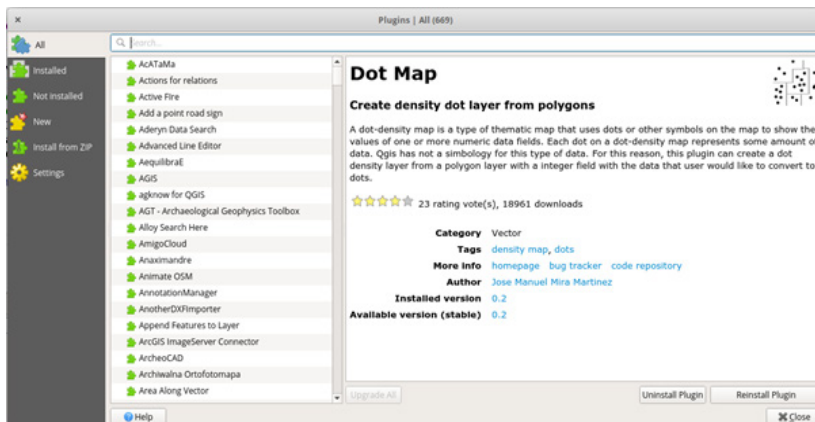 Plugins | All (669)
All
Search...
Installed
Not installed
New
Install from ZIP
Settings
AcATaMa
Actions for relations
Active Fire
Add a point road sign
Aderyn Data Search
Advanced Line Editor
AequilibraE
AGIS
agknow for QGIS
AGT - Archaeological Geophysics Toolbox
Alloy Search Here
AmigoCloud
Anaximandre
Animate OSM
AnnotationManager
AnotherDXFImporter
Append Features to Layer
ArcGIS ImageServer Connector
ArcheoCAD
Archiwalna Ortofotomapa
Area Along Vector
Dot Map
Create density dot layer from polygons
A dot-density map is a type of thematic map that uses dots or other symbols on the map to show the
values of one or more numeric data fields. Each dot on a dot-density map represents some amount of
data. Qgis has not a simbology for this type of data. For this reason, this plugin can create a dot
density layer from a polygon layer with a integer field with the data that user would like to convert to
dots.
23 rating vote(s), 18961 downloads
Category Vector
Tags density map, dots
More info homepage bug tracker code repository
Author Jose Manuel Mira Martinez
Installed version 0.2
Available version (stable) 0.2
Upgrade All
Uninstall Plugin
Reinstall Plugin
Help
Close